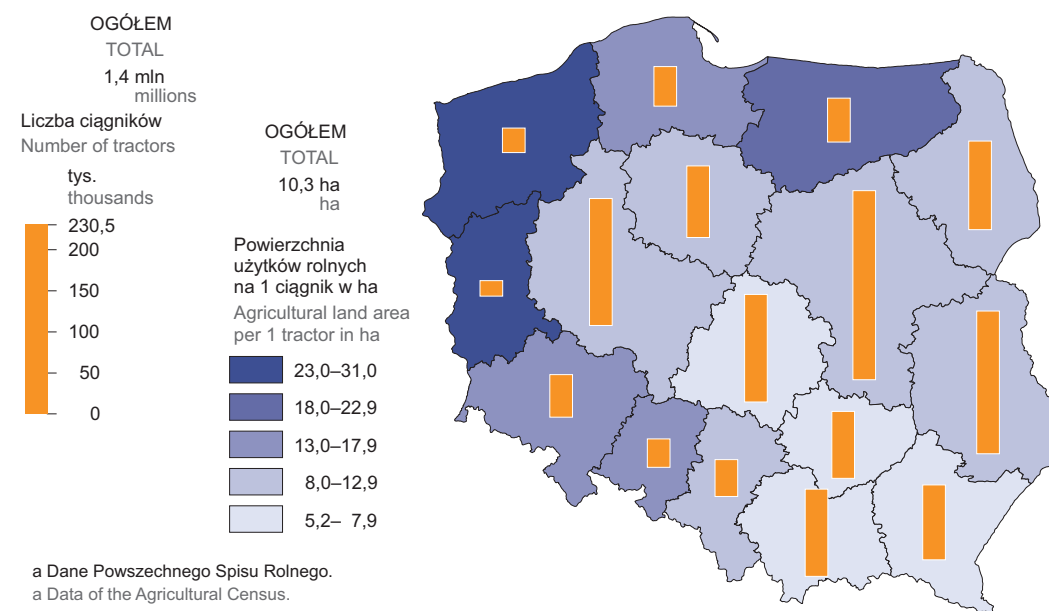 OGÓŁEM
TOTAL
1,4 mln
millions
Liczba ciągników
Number of tractors
tys.
thousands
230,5
200
150
100
50
0
OGÓŁEM
TOTAL
10,3 ha
ha
Powierzchnia
użytków rolnych
na 1 ciągnik w ha
Agricultural land area
per 1 tractor in ha
23,0–31,0
18,0–22,9
13,0–17,9
8,0–12,9
5,2– 7,9
a Dane Powszechnego Spisu Rolnego.
a Data of the Agricultural Census.